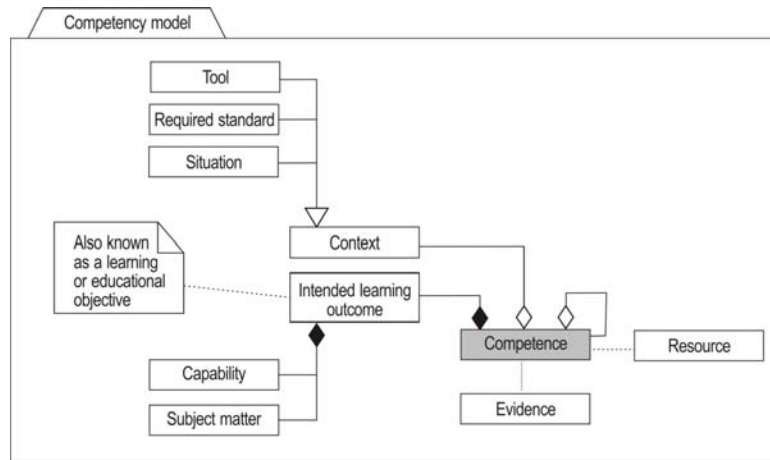 Competency model
Tool
Required standard
Situation
Also known
as a learning
or educational
objective
Context
Intended learning
outcome
Competence
Resource
Capability
Subject matter
Evidence